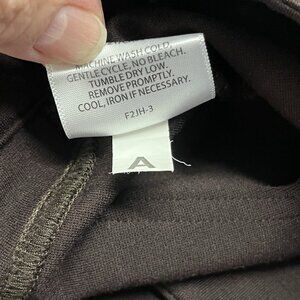 MACHINE WASH COLD,
GENTLE CYCLE, NO BLEACH.
TUMBLE DRY LOW.
REMOVE PROMPTLY.
COOL, IRON IF NECESSARY.
F2JH-3
A